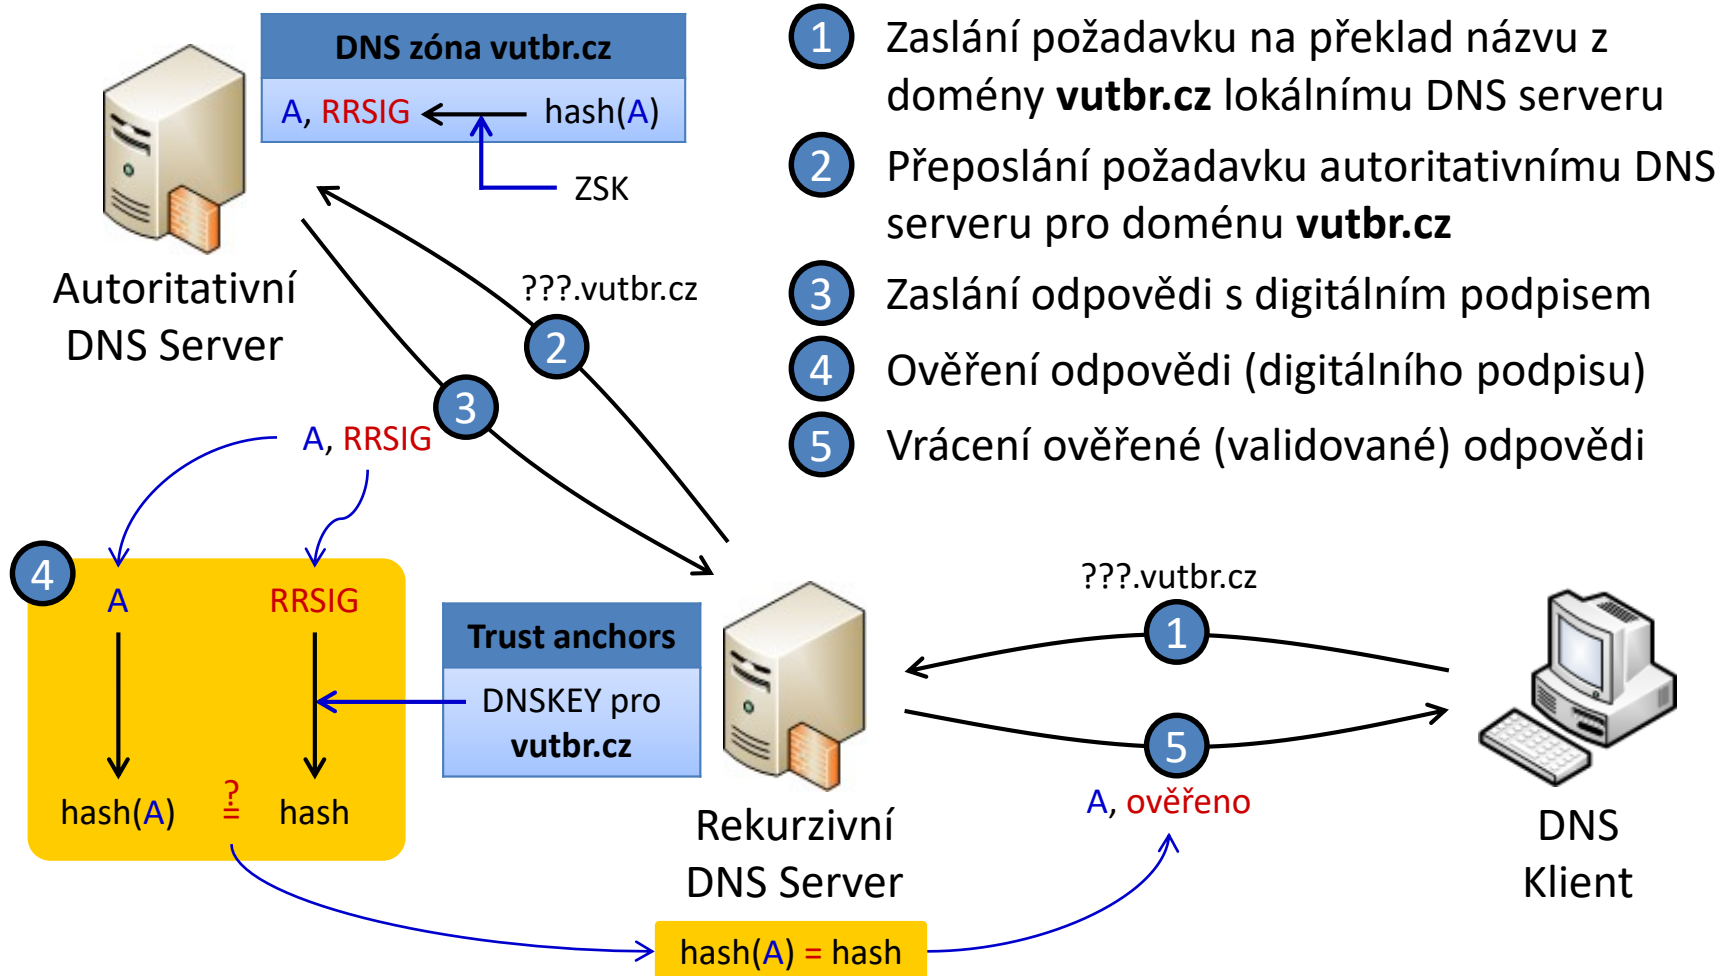 DNS zóna vutbr.cz
A, RRSIG
hash(A)
ZSK
Autoritativní
DNS Server
1
Zaslání požadavku na překlad názvu z
domény vutbr.cz lokálnímu DNS serveru
2
Přeposlání požadavku autoritativnímu DNS
serveru pro doménu vutbr.cz
3
Zaslání odpovědi s digitálním podpisem
4
Ověření odpovědi (digitálního podpisu)
5
Vrácení ověřené (validované) odpovědi
???.vutbr.cz
2
3
A, RRSIG
4
A
RRSIG
hash(A) ≟ hash
Trust anchors
DNSKEY pro
vutbr.cz
Rekurzivní
DNS Server
???.vutbr.cz
1
5
A, ověřeno
DNS
Klient
hash(A) = hash